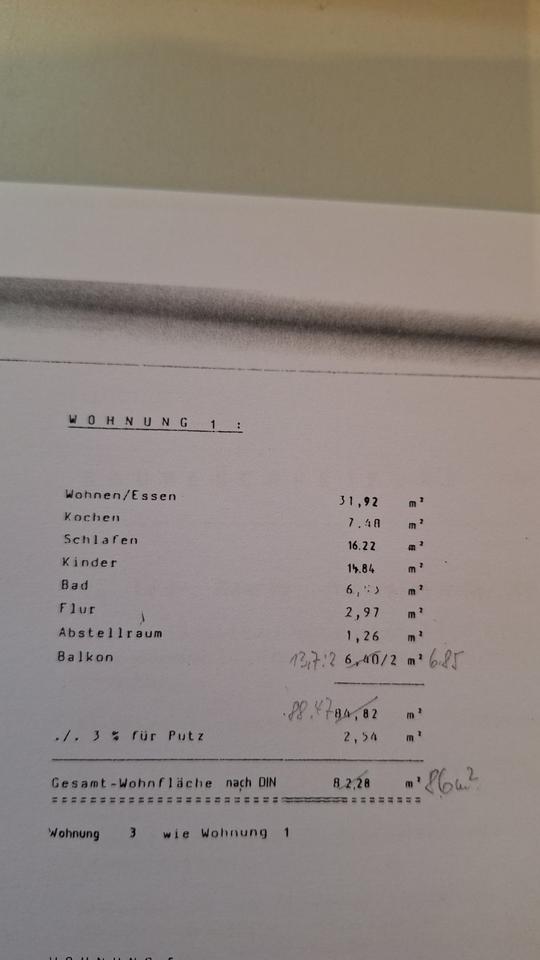 WOHNUNG 1 :
Wohnen/Essen 31,92 m²
Kochen 7.48 m²
Schlafen 16.22 m²
Kinder 14.84 m²
Bad m²
Flur 2,97 m²
Abstellraum 1,26 m²
Balkon 13,7:2 6,40/2 m² 6.85
88.47 84,82 m²
./. 3 % für Putz 2,54 m²
Gesamt-Wohnfläche nach DIN 82,28 m² 86 m²
Wohnung 3 wie Wohnung 1